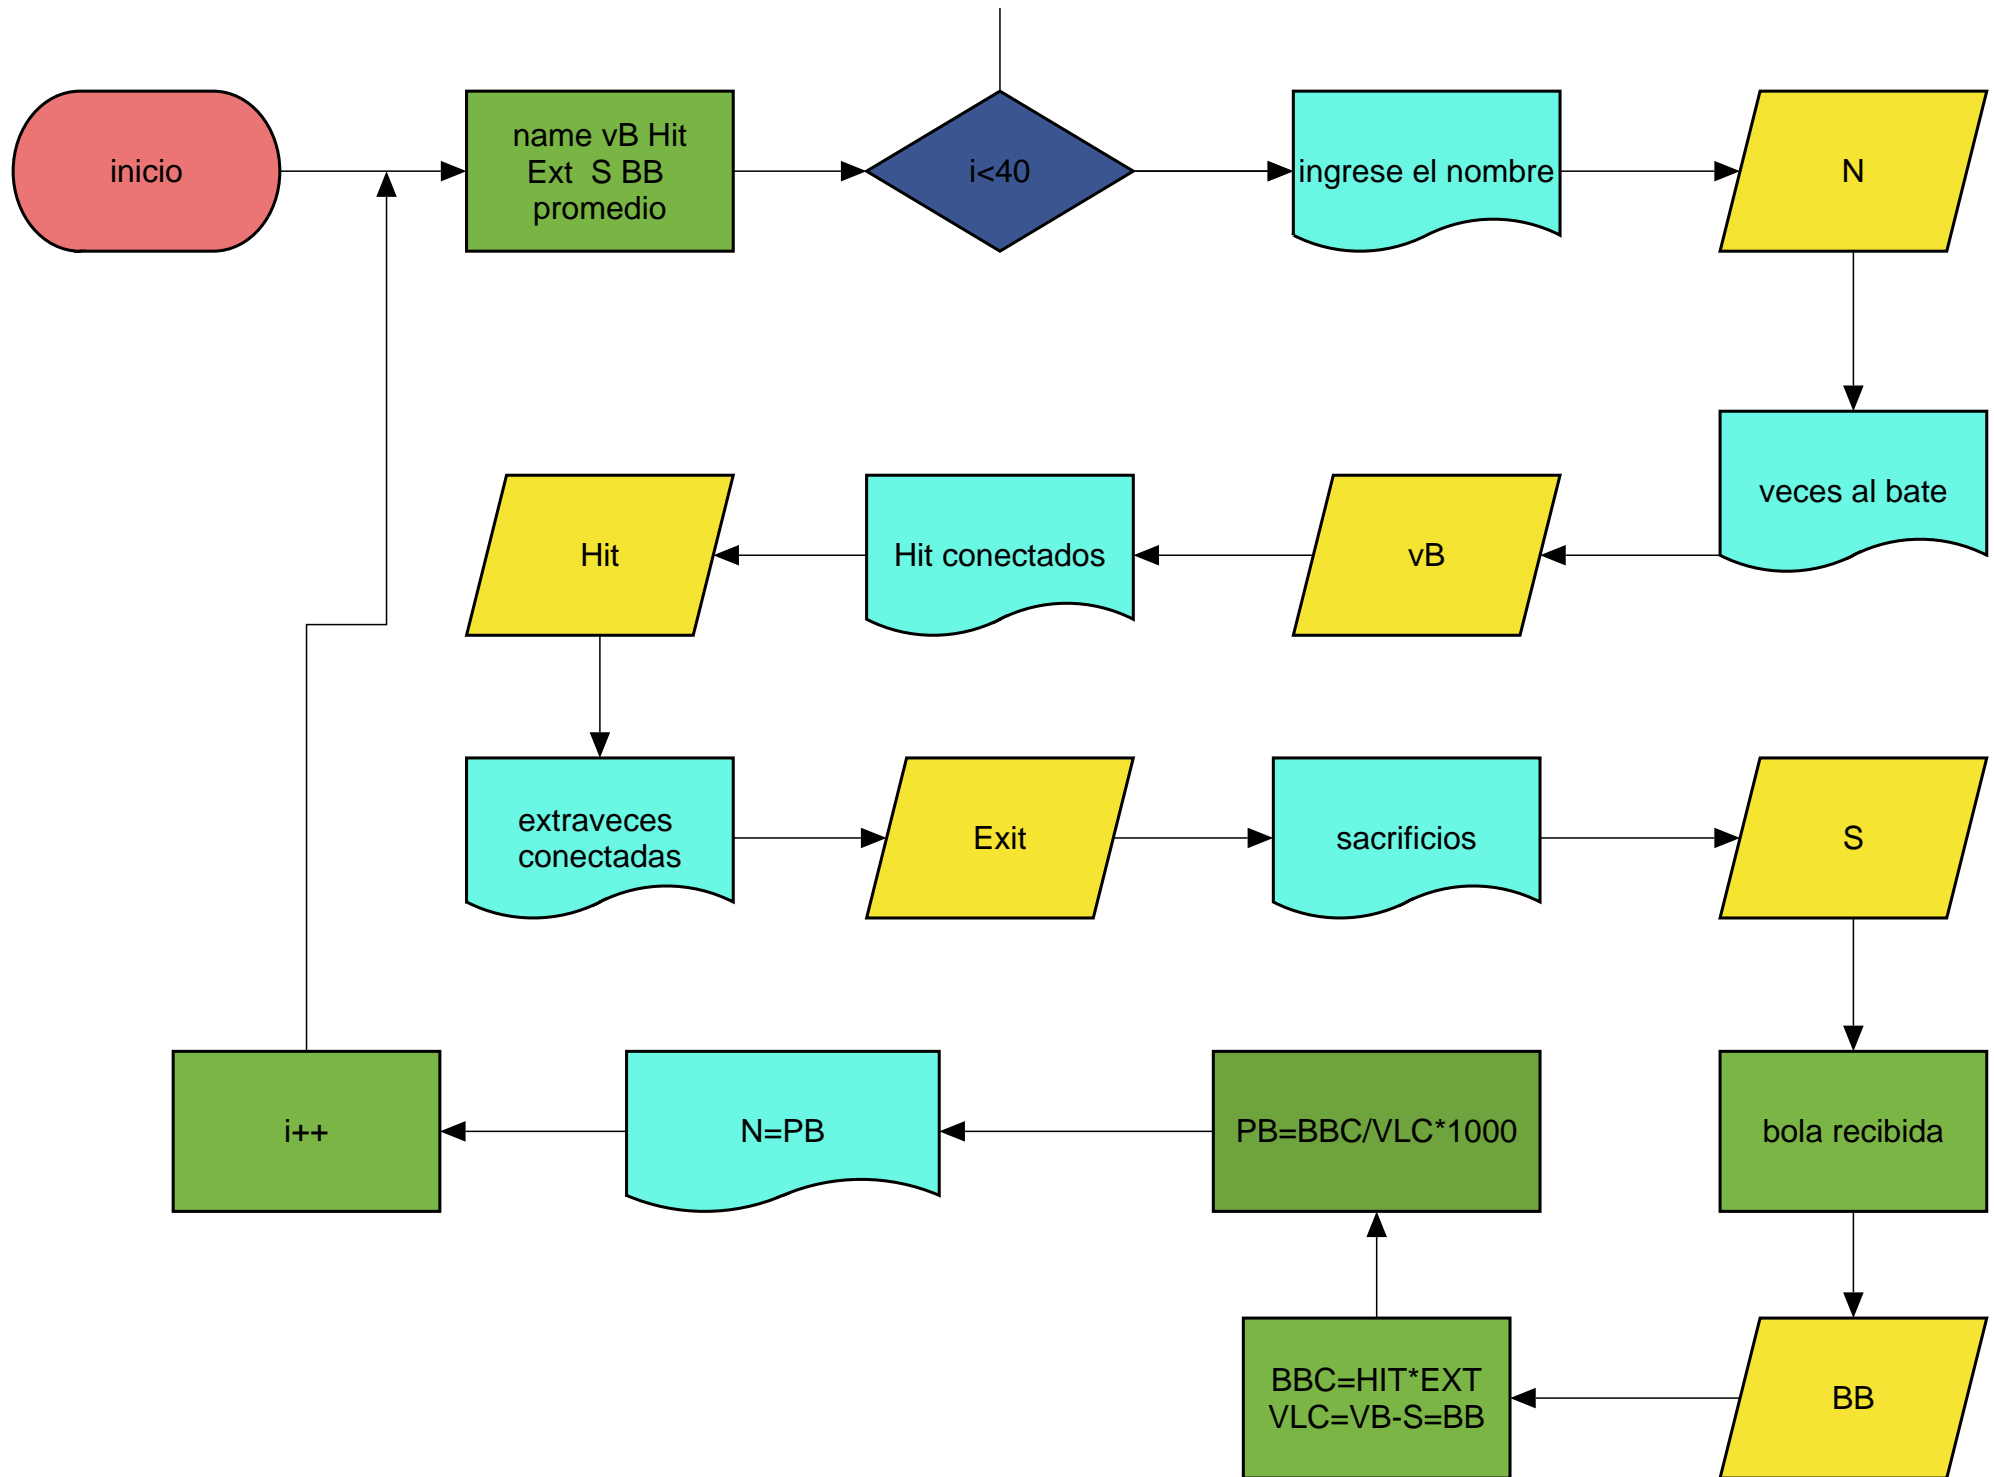 inicio
name vB Hit
Ext  S BB
promedio
i<40
ingrese el nombre
N
veces al bate
vB
Hit conectados
Hit
extraveces
conectadas
Exit
sacrificios
S
bola recibida
BB
BBC=HIT*EXT
VLC=VB-S=BB
PB=BBC/VLC*1000
N=PB
i++